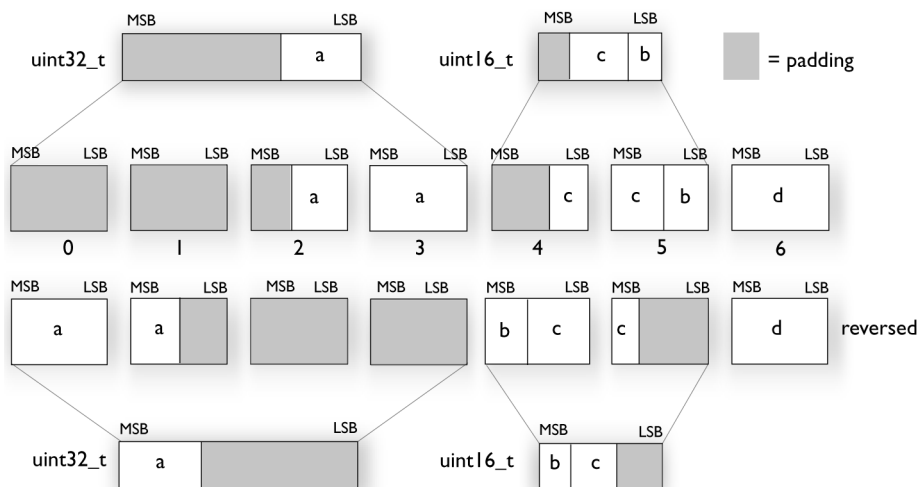 MSB LSB MSB LSB
uint32_t a uint16_t c b = padding
MSB LSB MSB LSB MSB LSB MSB LSB MSB LSB MSB LSB MSB LSB
a a c c b d
0 1 2 3 4 5 6
MSB LSB MSB LSB MSB LSB MSB LSB MSB LSB MSB LSB MSB LSB
a a b c c d reversed
MSB LSB MSB LSB
uint32_t a uint16_t b c